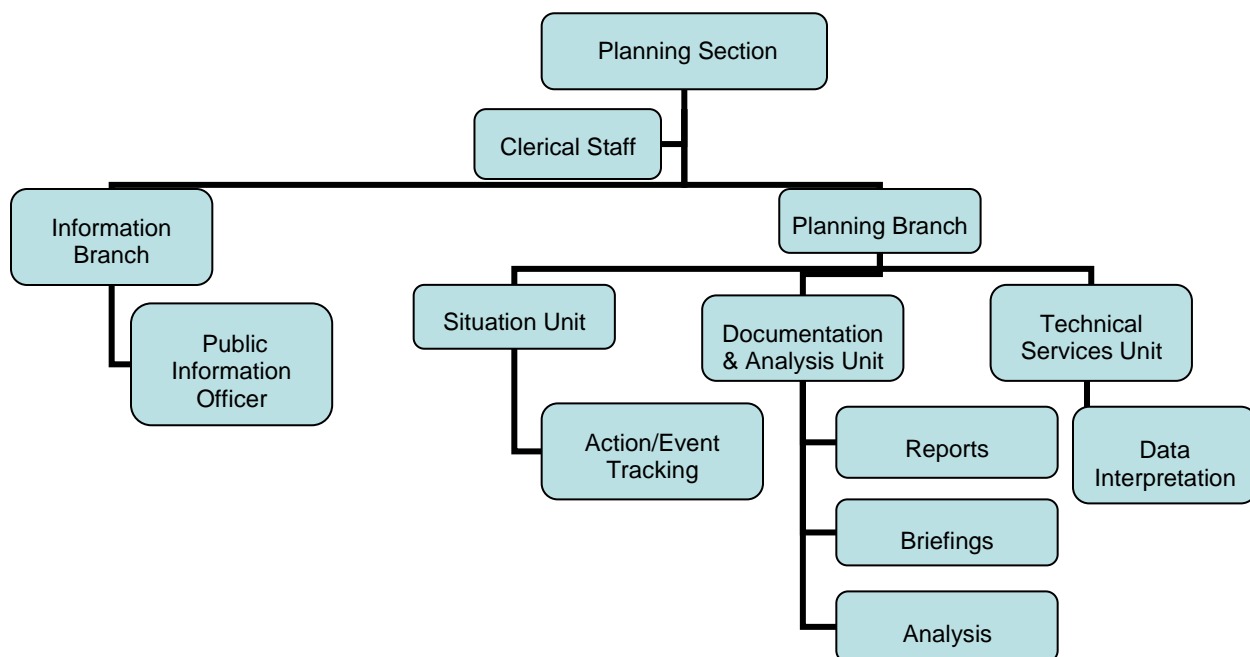 Planning Section
Clerical Staff
Information
Branch
Planning Branch
Public
Information
Officer
Situation Unit
Documentation
& Analysis Unit
Technical
Services Unit
Action/Event
Tracking
Reports
Briefings
Analysis
Data
Interpretation